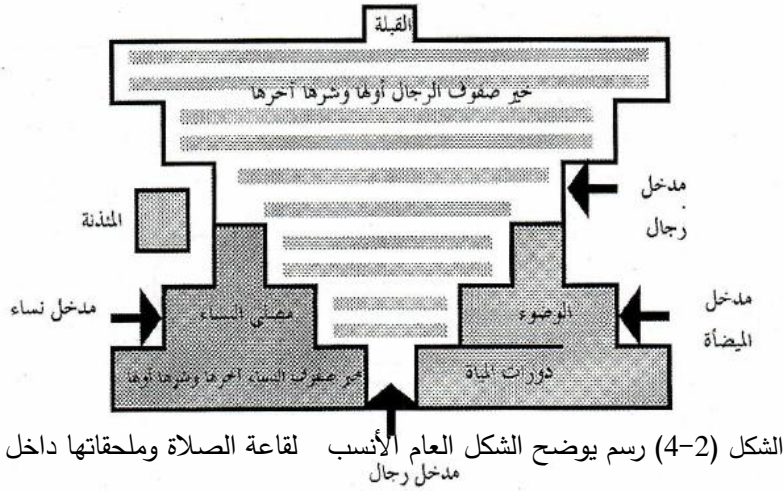 القبلة
خير صفوف الرجال أولها وشرها آخرها
مدخل
رجال
المئذنة
مدخل نساء
مصلى النساء
الوضوء
مدخل
الميضأة
خير صفوف النساء آخرها وشرها أولها
دورات المياة
الشكل (2-4) رسم يوضح الشكل العام الأنسب لقاعة الصلاة وملحقاتها داخل
مدخل رجال